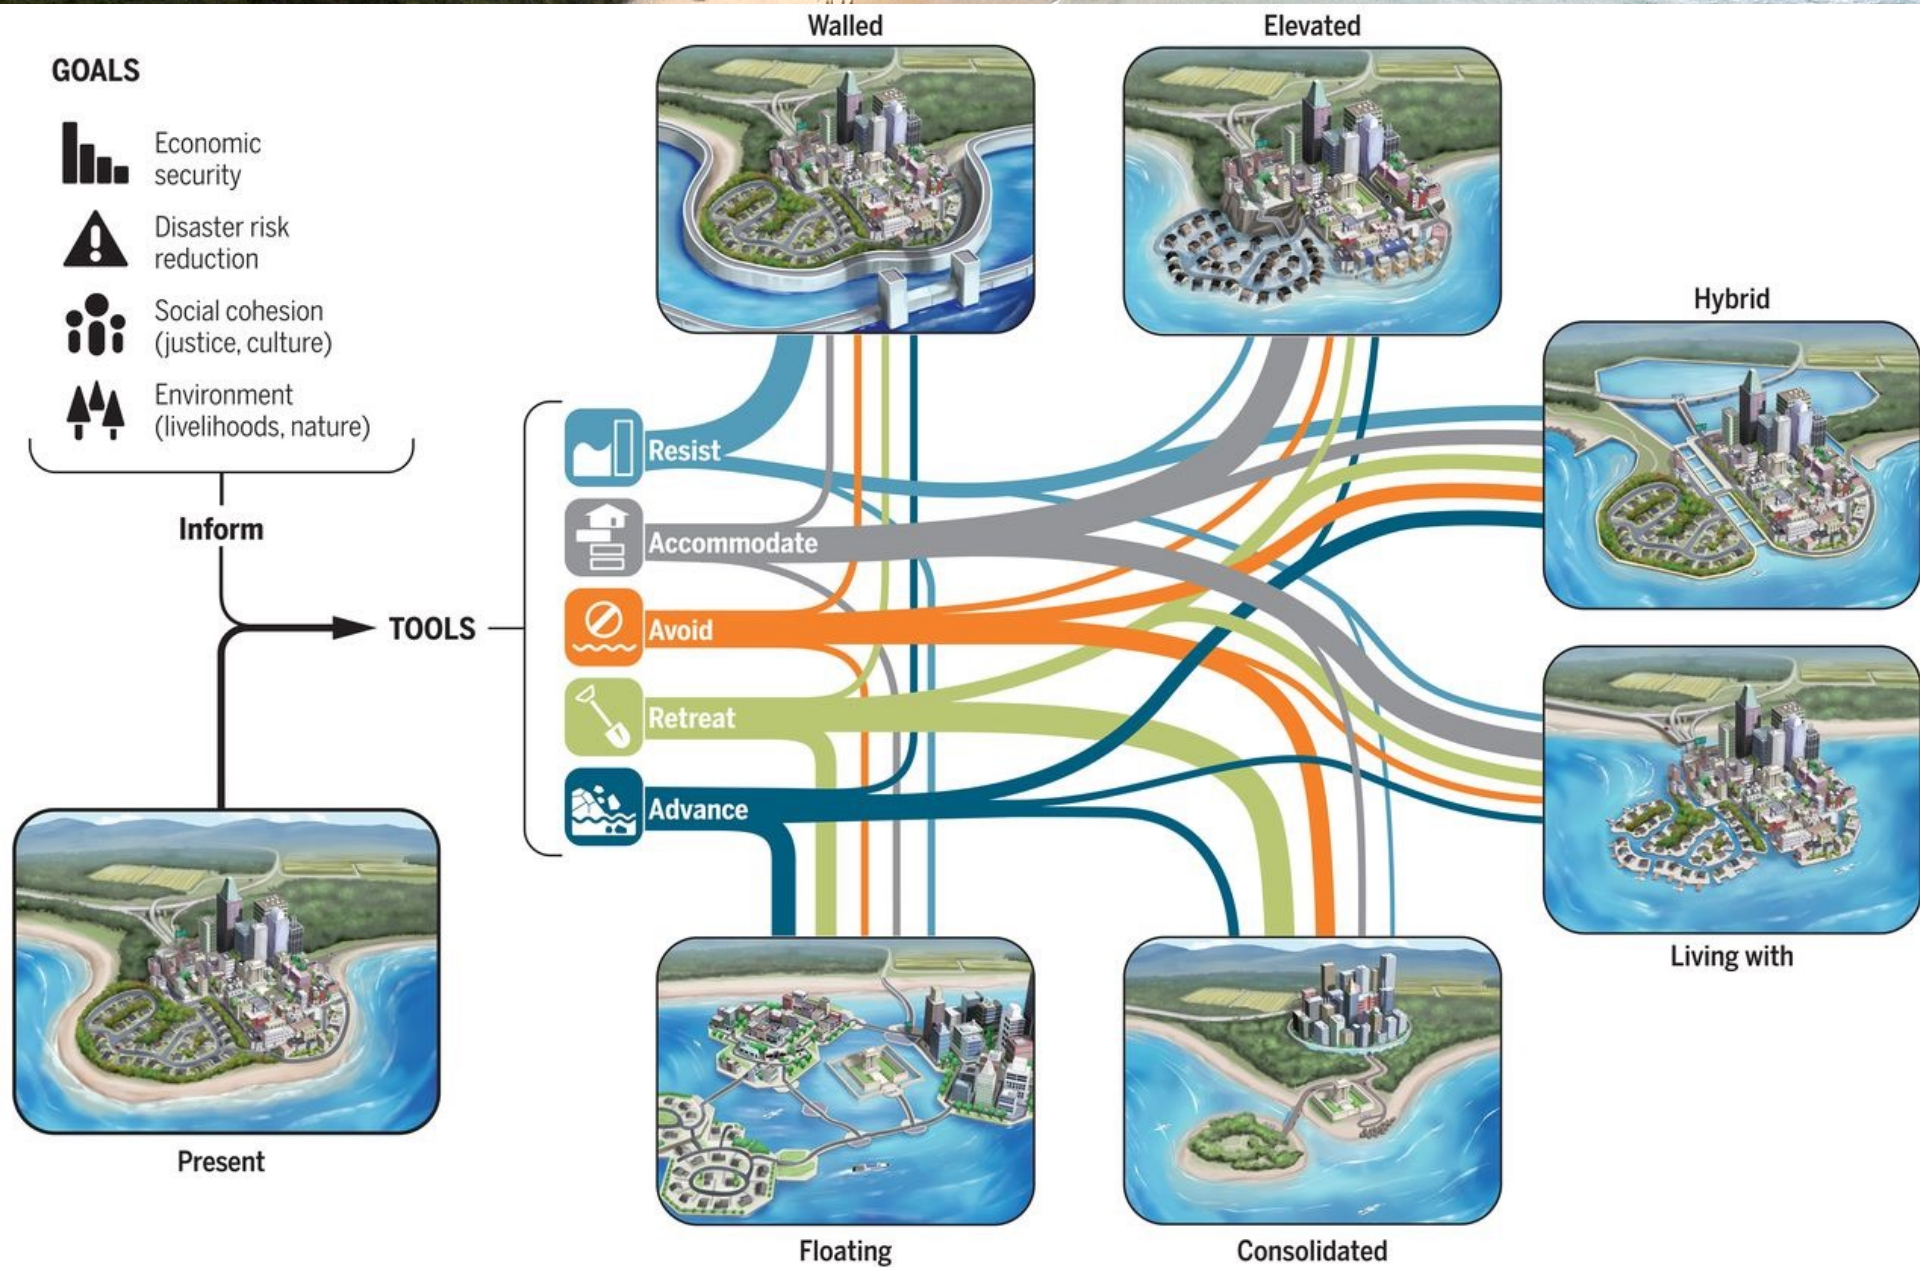 GOALS
Economic
security
Disaster risk
reduction
Social cohesion
(justice, culture)
Environment
(livelihoods, nature)
Inform
TOOLS
Present
Walled
Elevated
Hybrid
Resist
Accommodate
Avoid
Retreat
Advance
Living with
Floating
Consolidated